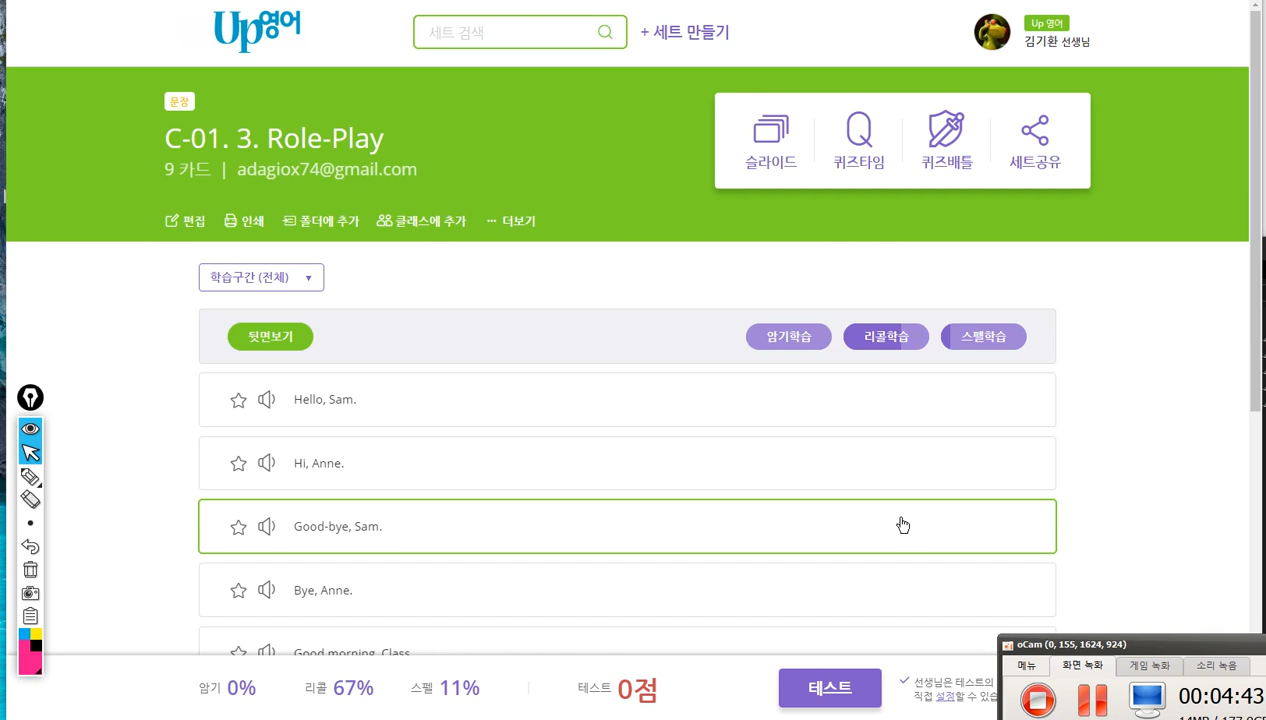 Up영어
세트 검색
+ 세트 만들기
Up 영어
김기환 선생님
문장
C-01. 3. Role-Play
9 카드 | adagiox74@gmail.com
슬라이드
퀴즈타임
퀴즈배틀
세트공유
편집
인쇄
폴더에 추가
클래스에 추가
··· 더보기
학습구간 (전체) ▼
뒷면보기
암기학습
리콜학습
스펠학습
Hello, Sam.
Hi, Anne.
Good-bye, Sam.
Bye, Anne.
Good morning, Class
oCam (0, 155, 1624, 924)
메뉴
화면 녹화
게임 녹화
소리 녹음
암기 0%
리콜 67%
스펠 11%
테스트 0점
테스트
선생님은 테스트의
직접 설정할 수 있습
00:04:43